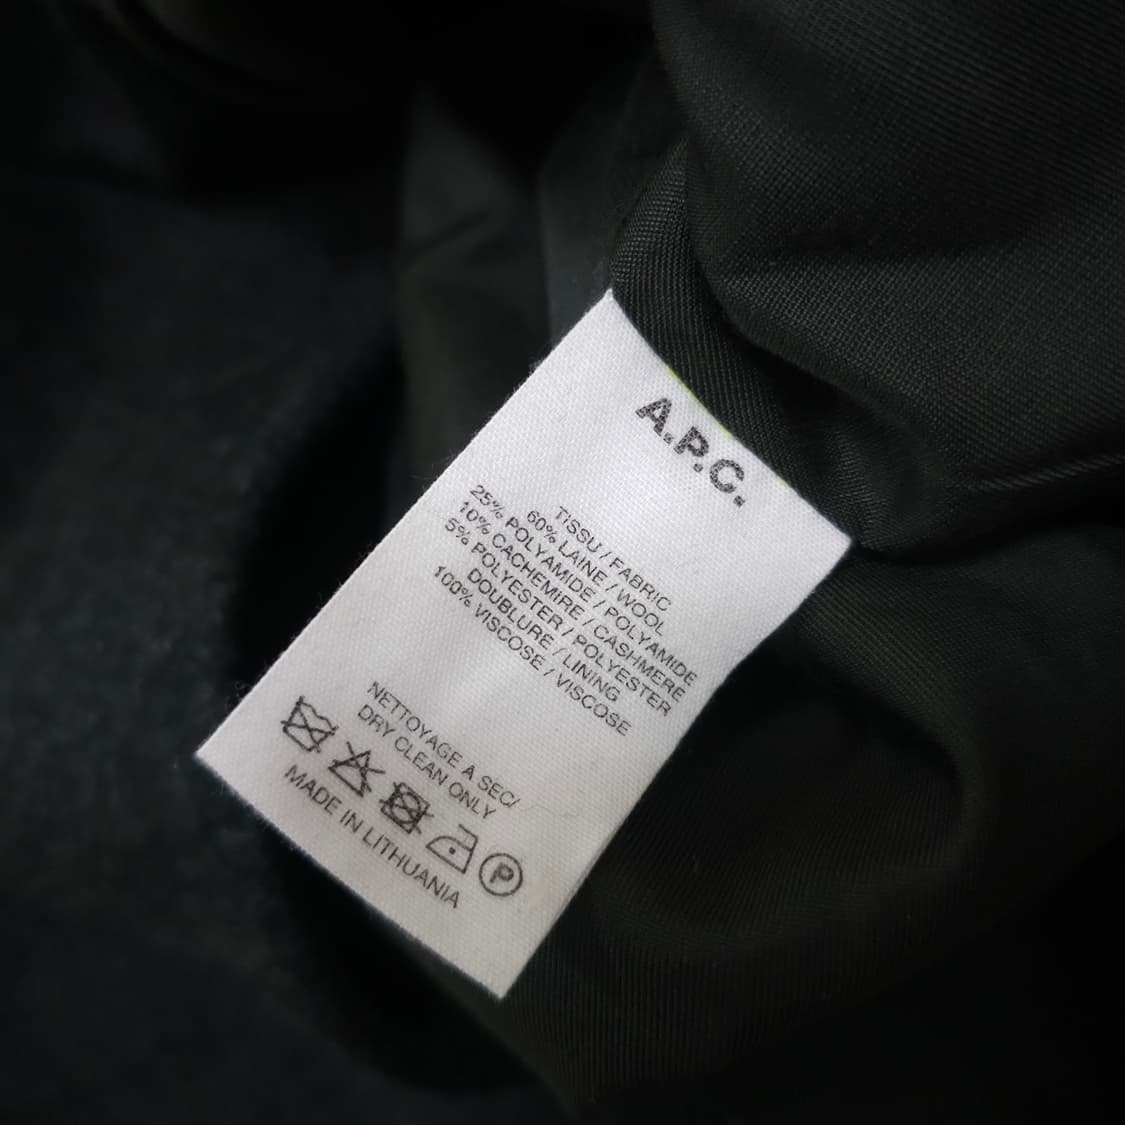 A.P.C.
TISSU / FABRIC
60% LAINE / WOOL
25% POLYAMIDE / POLYAMIDE
10% CACHEMIRE / CASHMERE
5% POLYESTER / POLYESTER
DOUBLURE / LINING
100% VISCOSE / VISCOSE
NETTOYAGE A SEC/
DRY CLEAN ONLY
P
MADE IN LITHUANIA